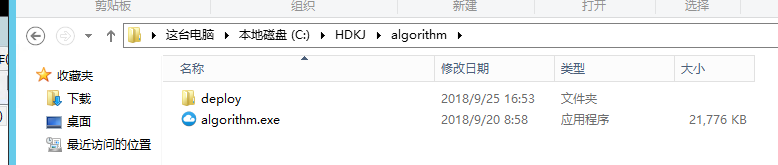 剪贴板 组织 新建 打开 选择
这台电脑 本地磁盘 (C:) HDKJ algorithm
收藏夹 名称 修改日期 类型 大小
下载 deploy 2018/9/25 16:53 文件夹
桌面 algorithm.exe 2018/9/20 8:58 应用程序 21,776 KB
最近访问的位置